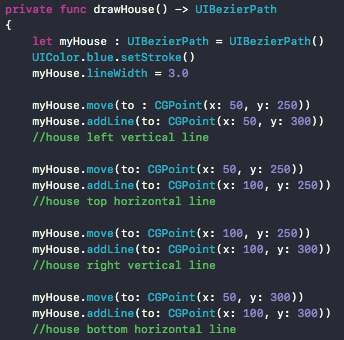 private func drawHouse() -> UIBezierPath
{
let myHouse : UIBezierPath = UIBezierPath()
UIColor.blue.setStroke()
myHouse.lineWidth = 3.0
myHouse.move(to : CGPoint(x: 50, y: 250))
myHouse.addLine(to: CGPoint(x: 50, y: 300))
//house left vertical line
myHouse.move(to: CGPoint(x: 50, y: 250))
myHouse.addLine(to: CGPoint(x: 100, y: 250))
//house top horizontal line
myHouse.move(to: CGPoint(x: 100, y: 250))
myHouse.addLine(to: CGPoint(x: 100, y: 300))
//house right vertical line
myHouse.move(to: CGPoint(x: 50, y: 300))
myHouse.addLine(to: CGPoint(x: 100, y: 300))
//house bottom horizontal line